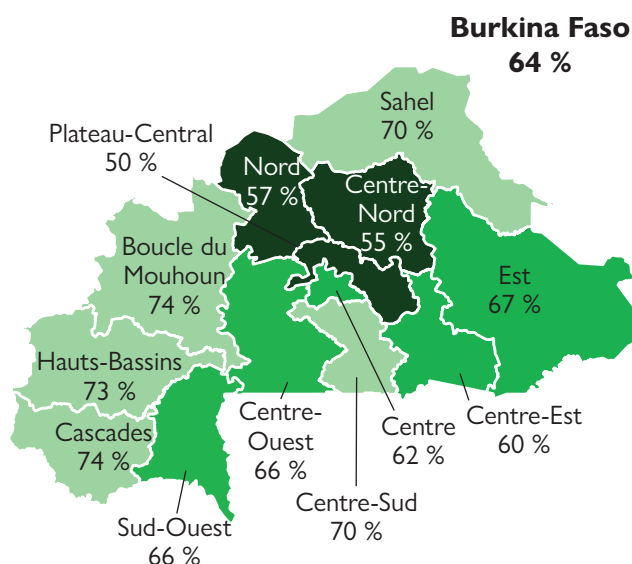 Burkina Faso
64 %
Sahel
70 %
Plateau-Central
50 %
Nord
57 %
Centre-
Nord
55 %
Boucle du
Mouhoun
74 %
Est
67 %
Hauts-Bassins
73 %
Cascades
74 %
Centre-
Ouest
66 %
Centre
62 %
Centre-Est
60 %
Centre-Sud
70 %
Sud-Ouest
66 %